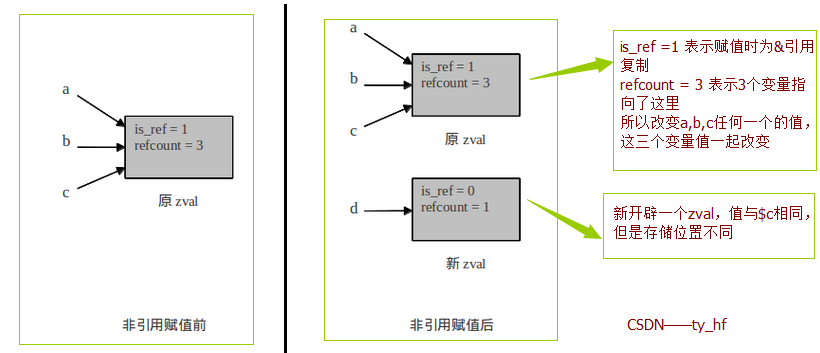 a
b
c
is_ref = 1
refcount = 3
原 zval
非引用赋值前
a
b
c
is_ref = 1
refcount = 3
原 zval
d
is_ref = 0
refcount = 1
新 zval
非引用赋值后
is_ref =1 表示赋值时为&引用
复制
refcount = 3 表示3个变量指
向了这里
所以改变a,b,c任何一个的值，
这三个变量值一起改变
新开辟一个zval，值与$c相同，
但是存储位置不同
CSDN——ty_hf